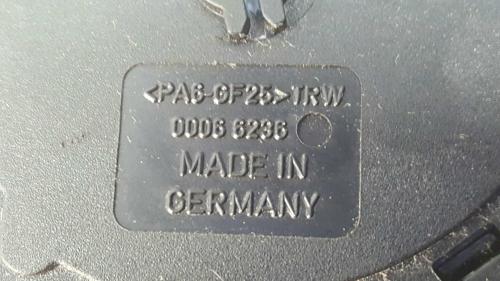 <PA6-GF25>TRW
0006 6236
MADE IN
GERMANY